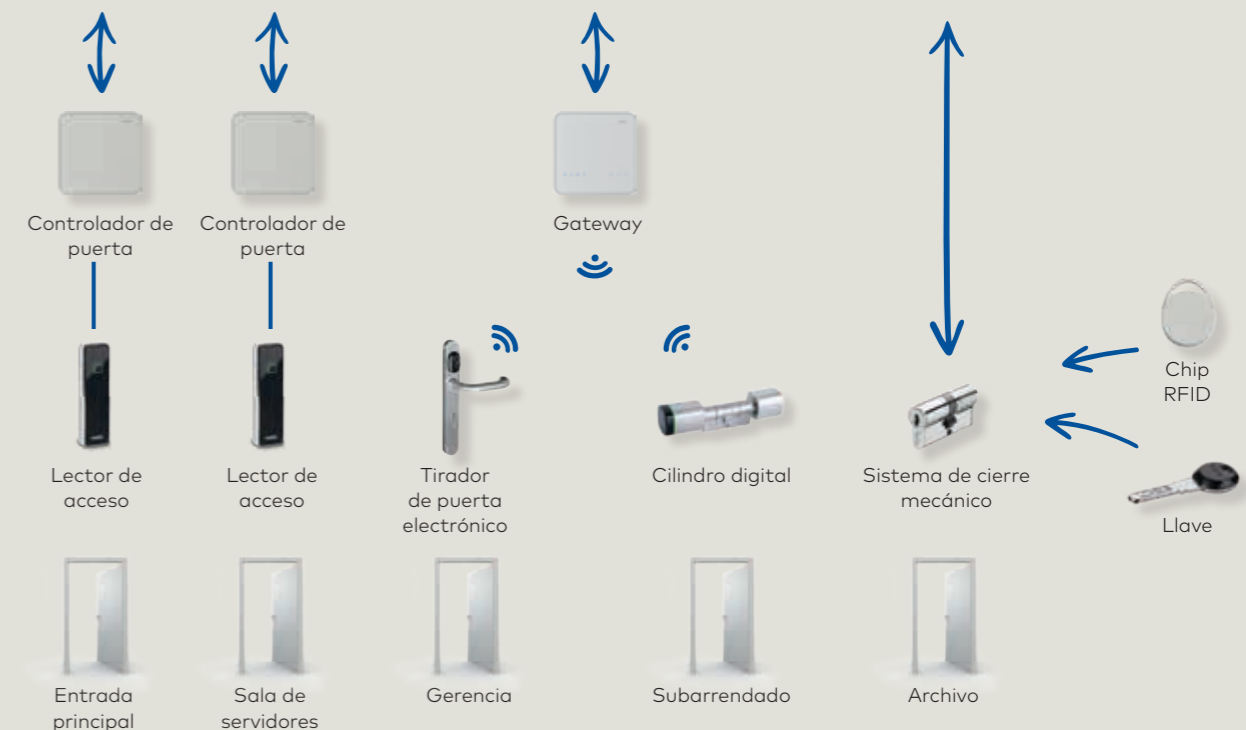 Controlador de
puerta
Controlador de
puerta
Gateway
Chip
RFID
Lector de
acceso
Lector de
acceso
Tirador
de puerta
electrónico
Cilindro digital
Sistema de cierre
mecánico
Llave
Entrada
principal
Sala de
servidores
Gerencia
Subarrendado
Archivo